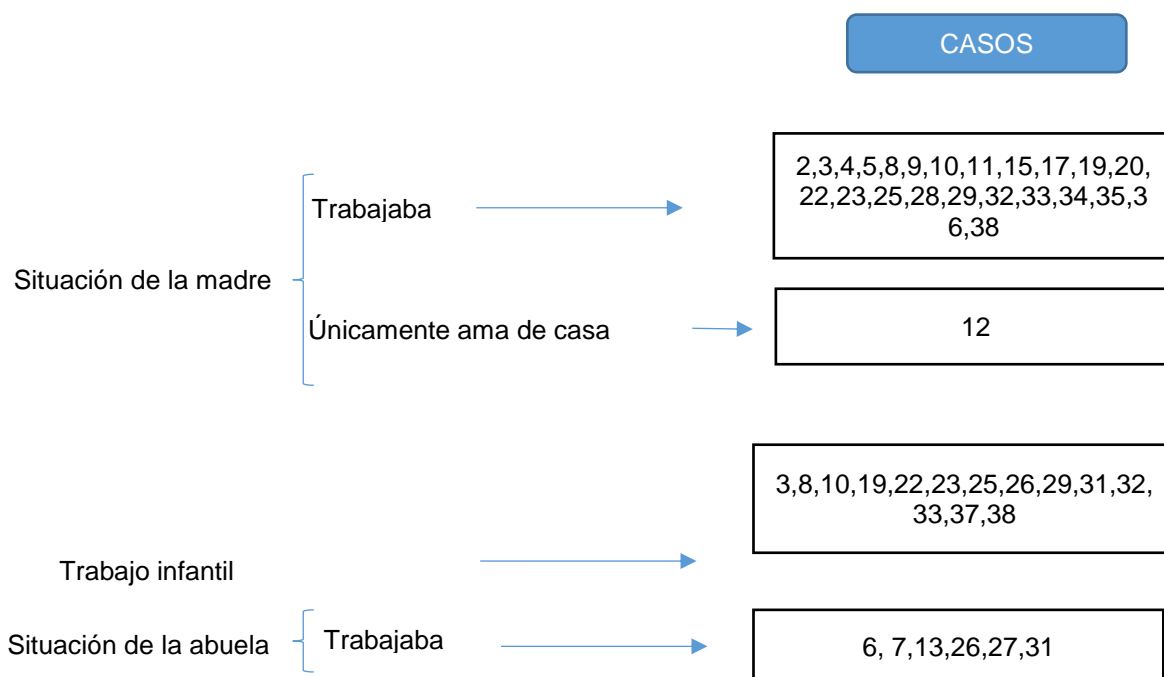 CASOS
Situación de la madre
Trabajaba
2,3,4,5,8,9,10,11,15,17,19,20,
22,23,25,28,29,32,33,34,35,3
6,38
Únicamente ama de casa
12
Trabajo infantil
3,8,10,19,22,23,25,26,29,31,32,
33,37,38
Situación de la abuela
Trabajaba
6, 7,13,26,27,31